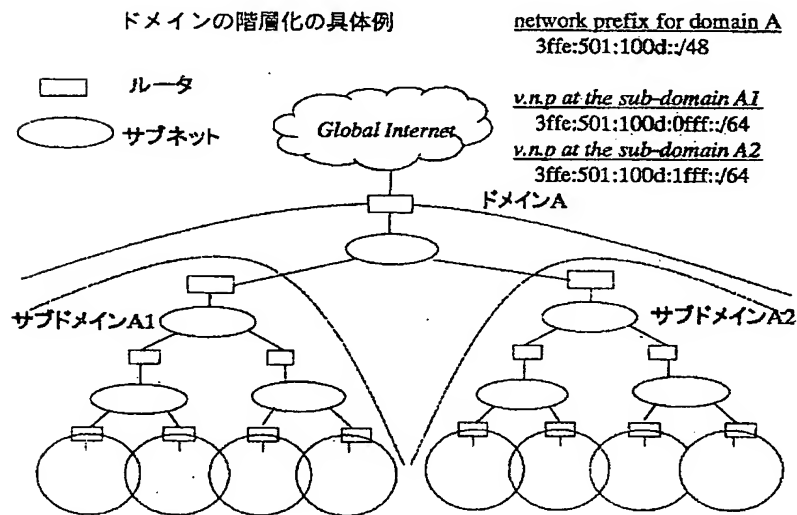 ドメインの階層化の具体例
network prefix for domain A
3ffe:501:100d::/48
ルータ
サブネット
v.n.p at the sub-domain A1
3ffe:501:100d:0fff::/64
v.n.p at the sub-domain A2
3ffe:501:100d:1fff::/64
Global Internet
ドメインA
サブドメインA1
サブドメインA2